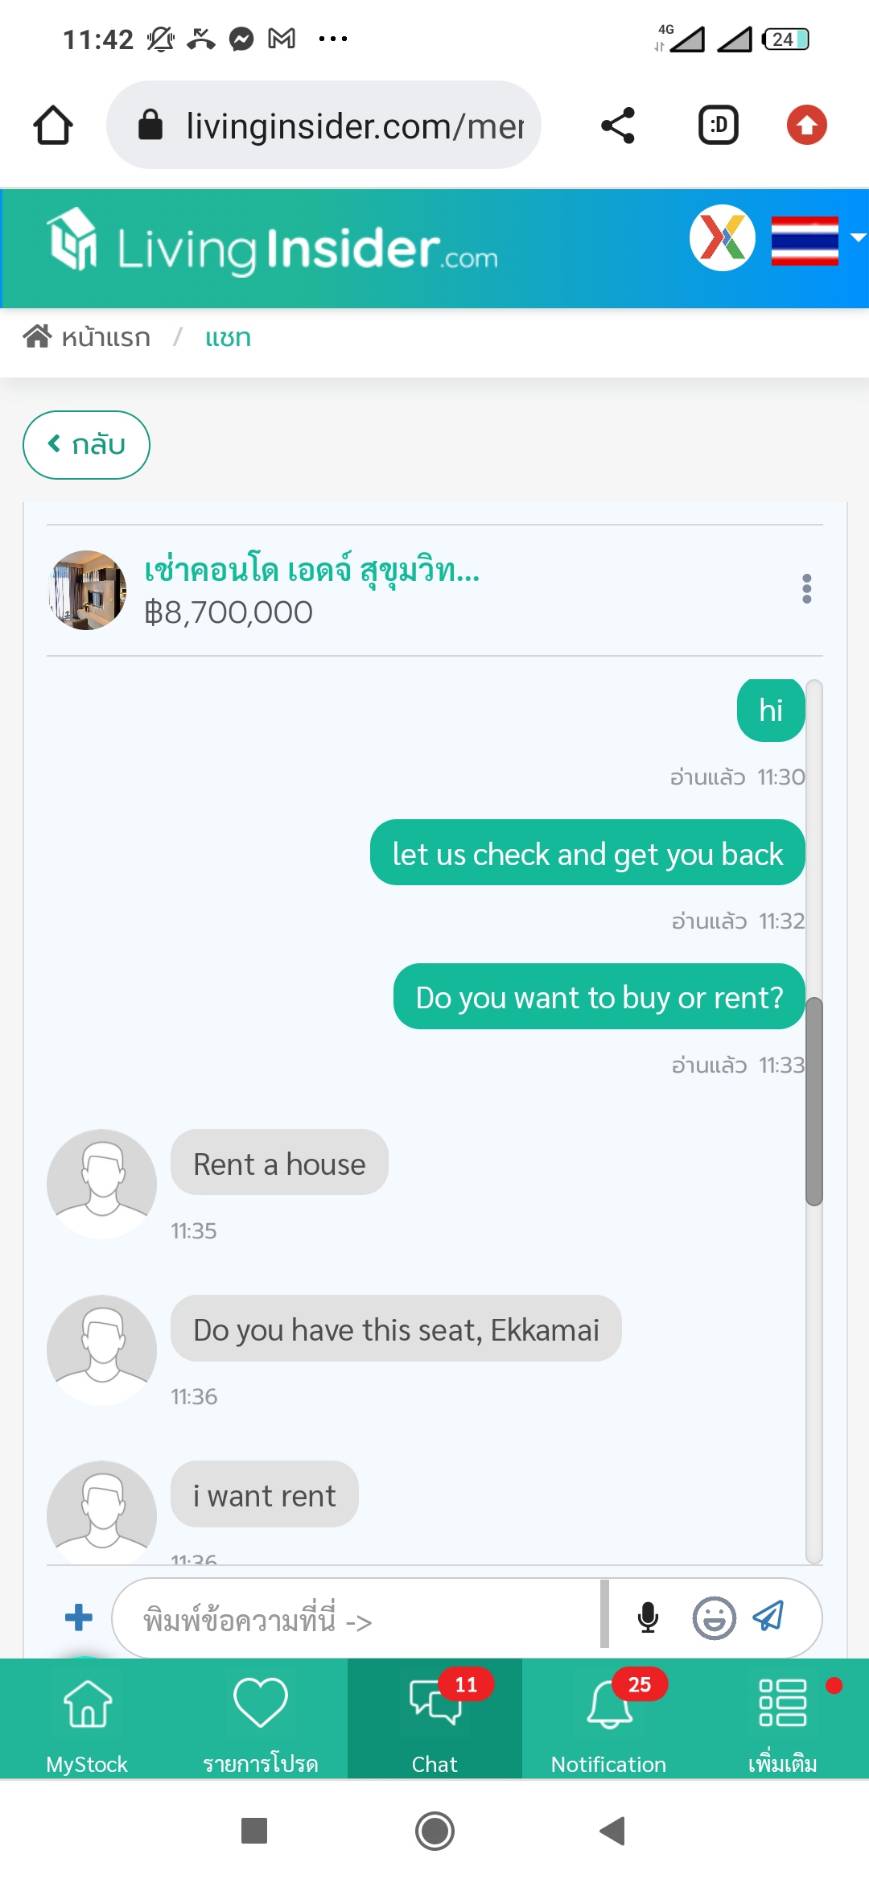 11:42
4G
24
livinginsider.com/mer
:D
LivingInsider.com
หน้าแรก / แชท
กลับ
เช่าคอนโด เอดจ์ สุขุมวิท...
฿8,700,000
hi
อ่านแล้ว 11:30
let us check and get you back
อ่านแล้ว 11:32
Do you want to buy or rent?
อ่านแล้ว 11:33
Rent a house
11:35
Do you have this seat, Ekkamai
11:36
i want rent
11:36
พิมพ์ข้อความที่นี่ ->
11
25
MyStock
รายการโปรด
Chat
Notification
เพิ่มเติม